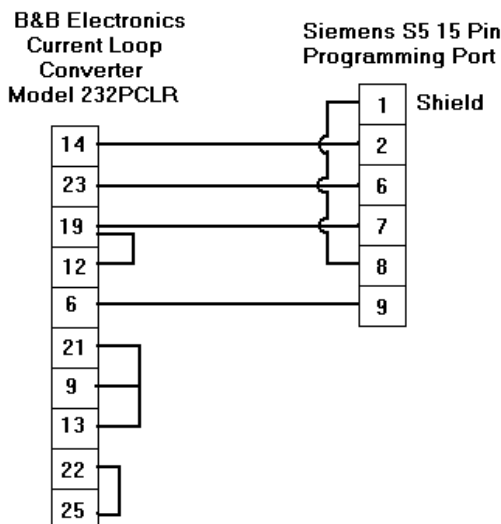 B&B Electronics
Current Loop
Converter
Model 232PCLR
Siemens S5 15 Pin
Programming Port
1 Shield
14
2
23
6
19
7
12
8
6
9
21
9
13
22
25